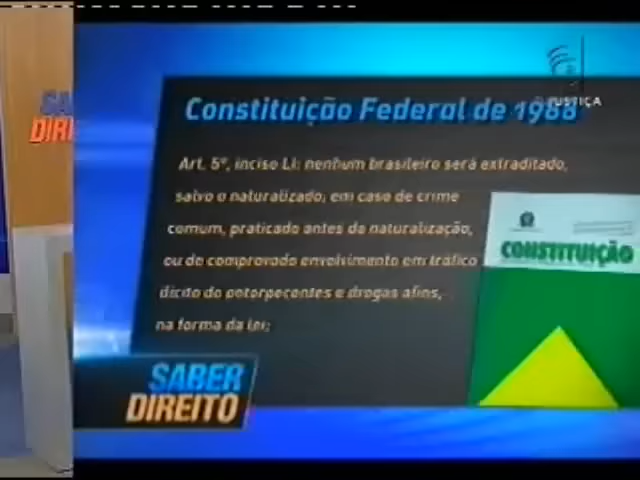 JUSTIÇA
Constituição Federal de 1988
Art. 5º, inciso LI: nenhum brasileiro será extraditado,
salvo o naturalizado, em caso de crime
comum, praticado antes da naturalização,
ou de comprovado envolvimento em tráfico
ilícito de entorpecentes e drogas afins,
na forma da lei;
CONSTITUIÇÃO
SABER
DIREITO
SABER
DIRE